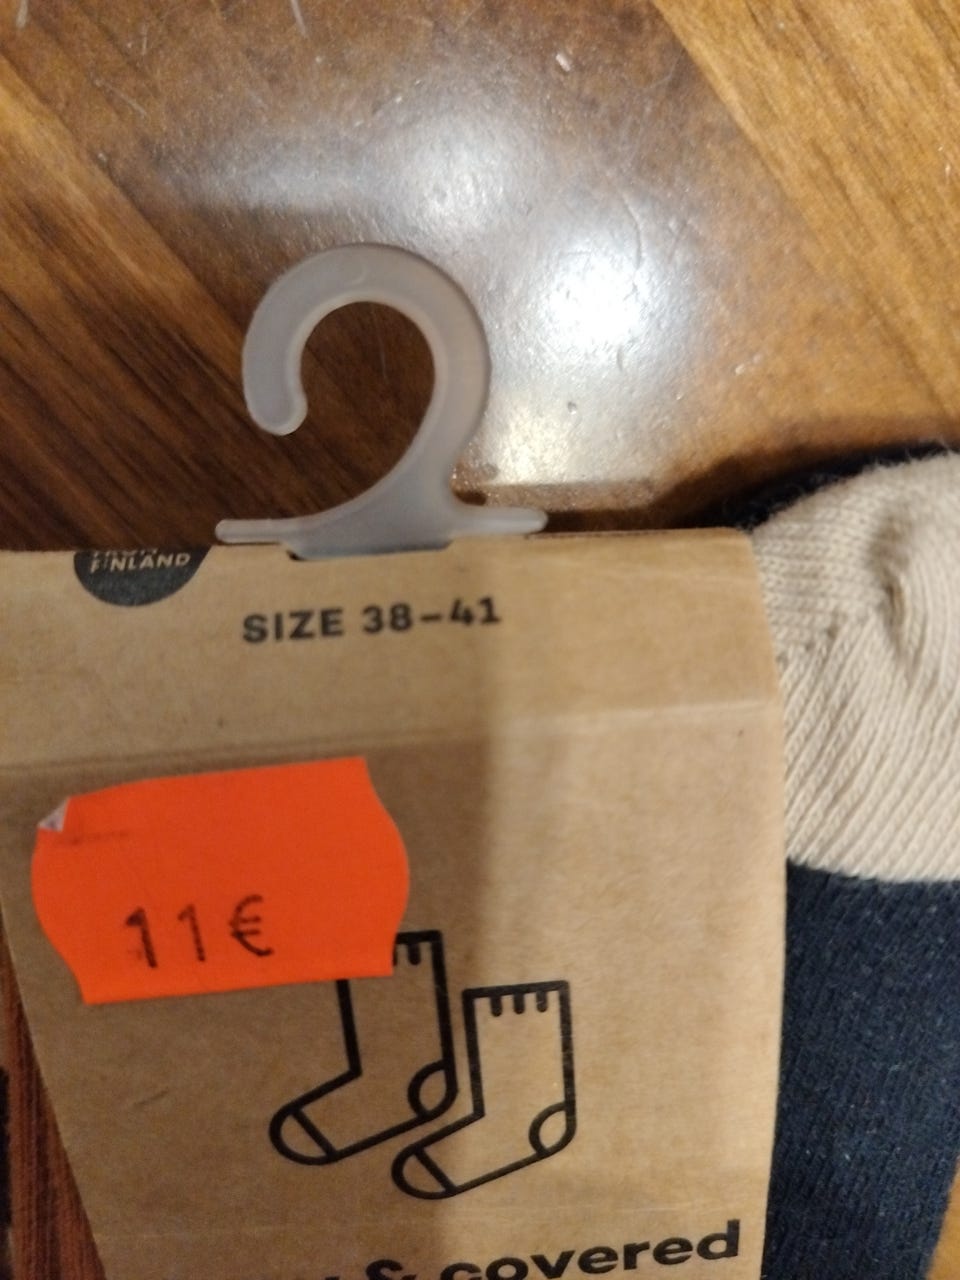 FINLAND
SIZE 38-41
11€
& covered